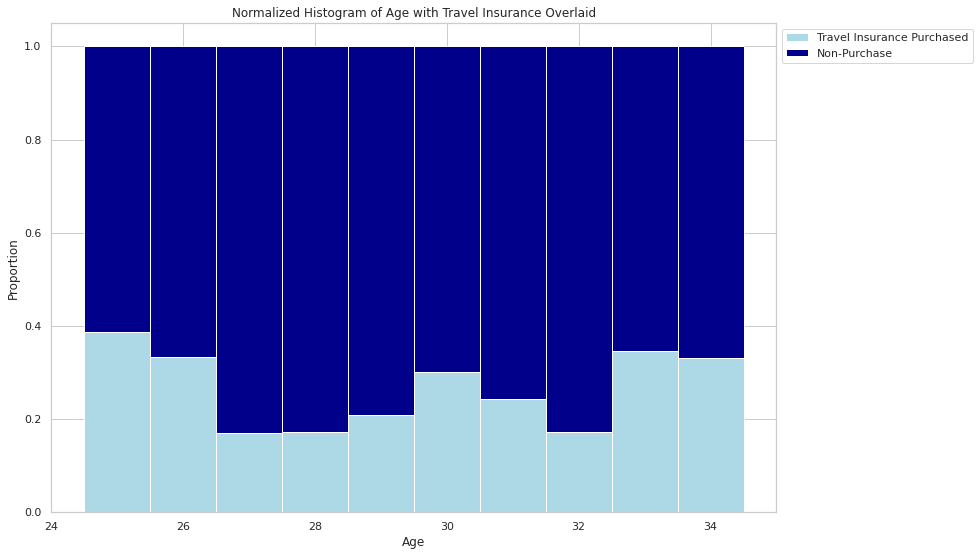 Normalized Histogram of Age with Travel Insurance Overlaid
Travel Insurance Purchased
Non-Purchase
1.0
0.8
0.6
0.4
0.2
0.0
Proportion
24 26 28 30 32 34
Age